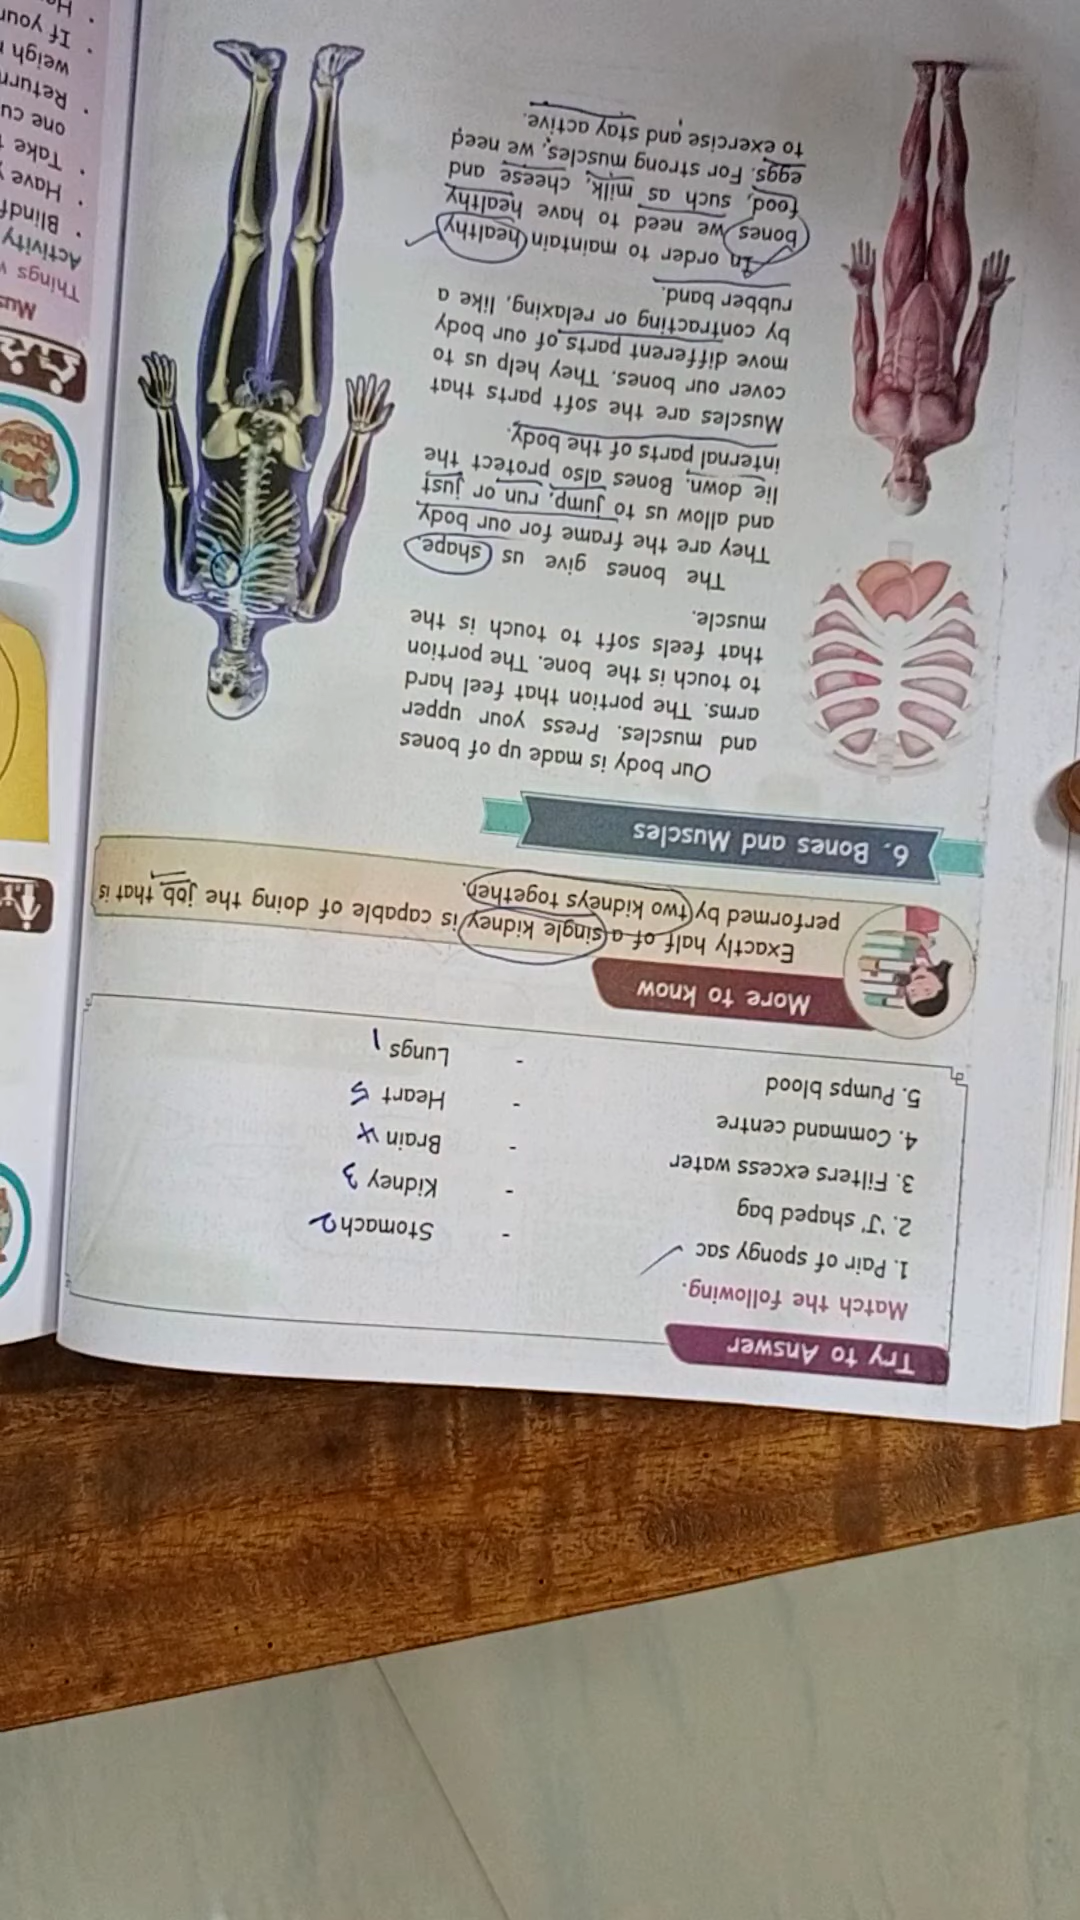 Try to Answer
Match the following.
1. Pair of spongy sac - Stomach 2
2. 'J' shaped bag - Kidney 3
3. Filters excess water - Brain 4
4. Command centre - Heart 5
5. Pumps blood - Lungs 1
More to know
Exactly half of a single kidney is capable of doing the job that is
performed by two kidneys together.
6. Bones and Muscles
Our body is made up of bones
and muscles. Press your upper
arms. The portion that feel hard
to touch is the bone. The portion
that feels soft to touch is the
muscle.
The bones give us shape.
They are the frame for our body
and allow us to jump, run or just
lie down. Bones also protect the
internal parts of the body.
Muscles are the soft parts that
cover our bones. They help us to
move different parts of our body
by contracting or relaxing, like a
rubber band.
In order to maintain healthy
bones we need to have healthy
food, such as milk, cheese and
eggs. For strong muscles, we need
to exercise and stay active.
Things
Activity
Have
Take
one
Return
weigh
If your